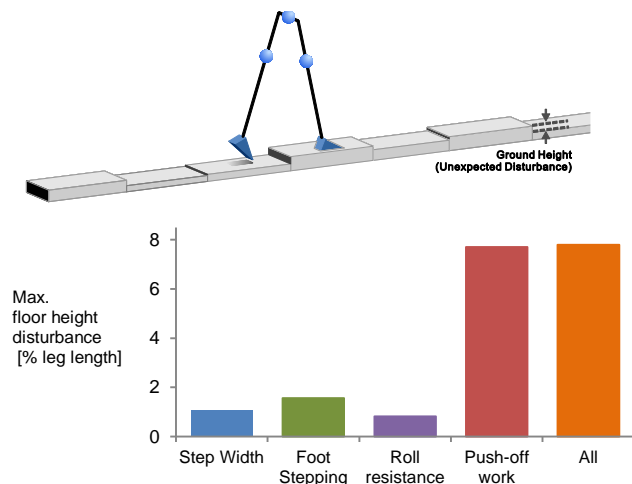 Ground Height
(Unexpected Disturbance)
8
6
4
2
0
Max.
floor height
disturbance
[% leg length]
Step Width
Foot
Stepping
Roll
resistance
Push-off
work
All